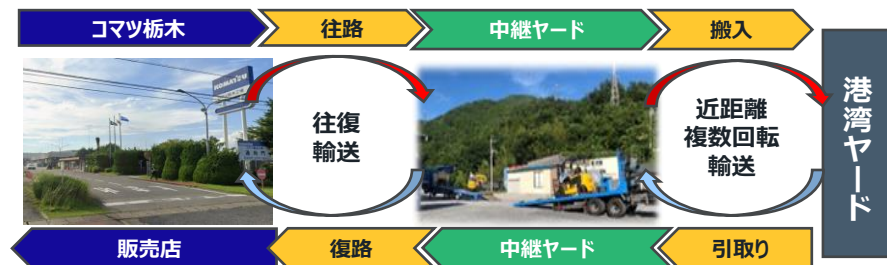 コマツ栃木
往路
中継ヤード
搬入
KOMATSU
往復
輸送
近距離
複数回転
輸送
港湾ヤード
販売店
復路
中継ヤード
引取り